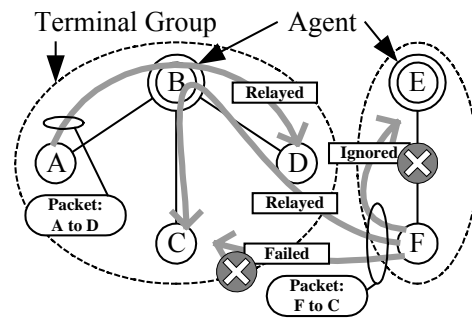 Terminal Group
Agent
B
E
Relayed
A
D
Ignored
Packet:
A to D
Relayed
C
F
Failed
Packet:
F to C